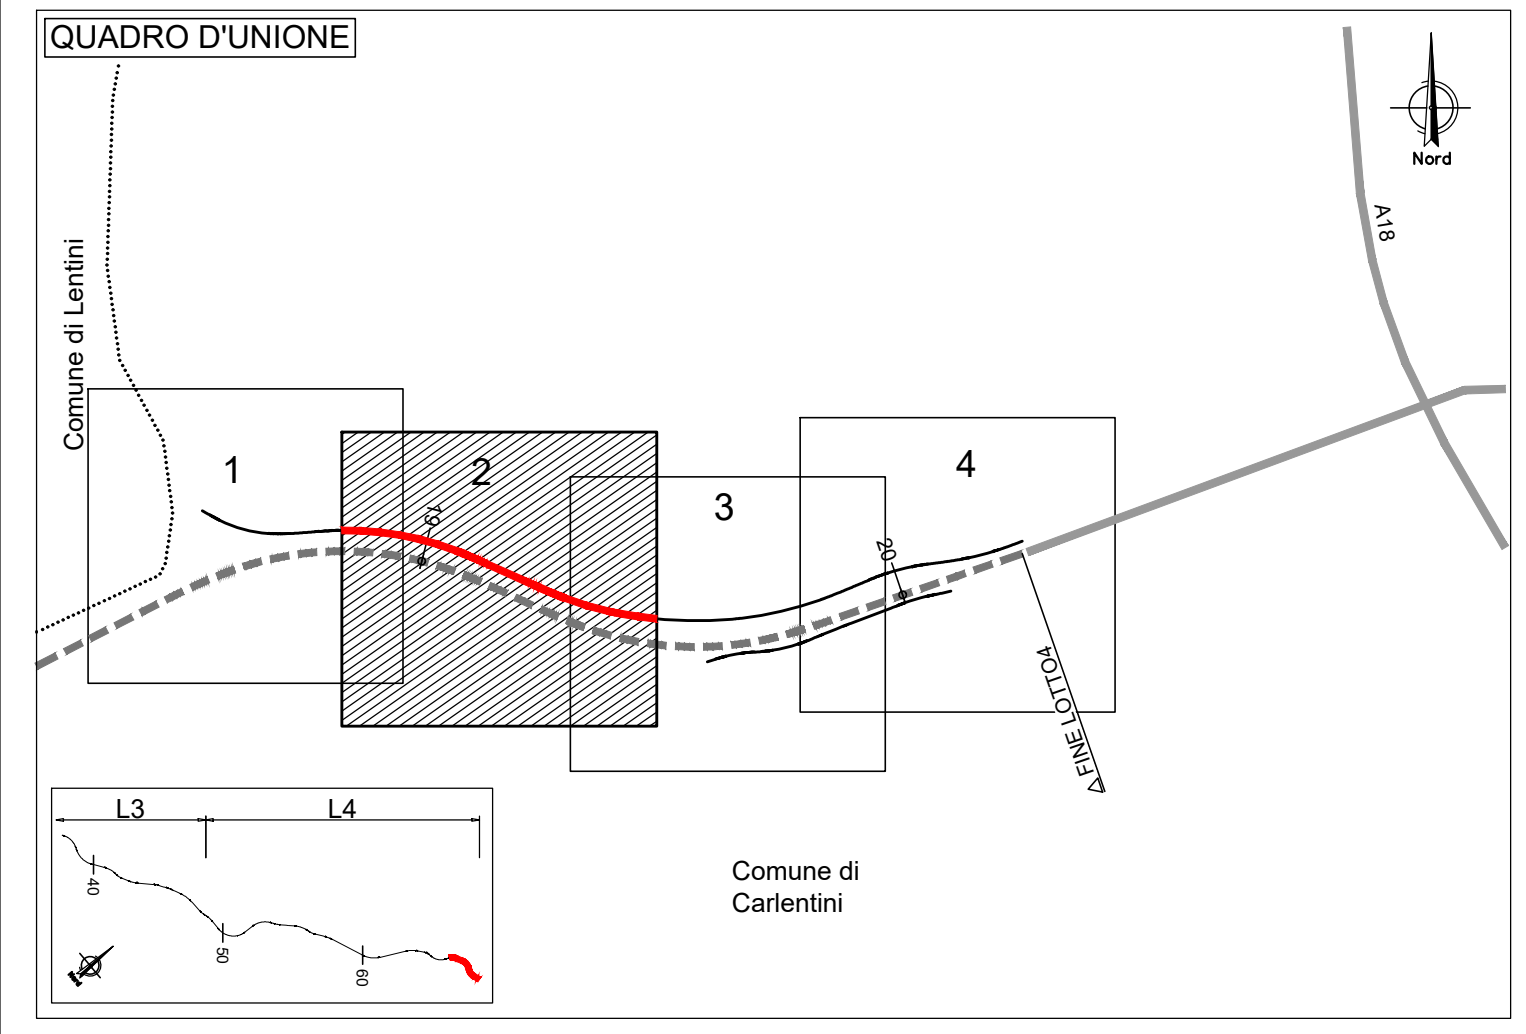 QUADRO D'UNIONE
Nord
A18
Comune di Lentini
1
2
3
4
19
20
FINE LOTTO4
L3
L4
40
50
60
Comune di
Carlentini